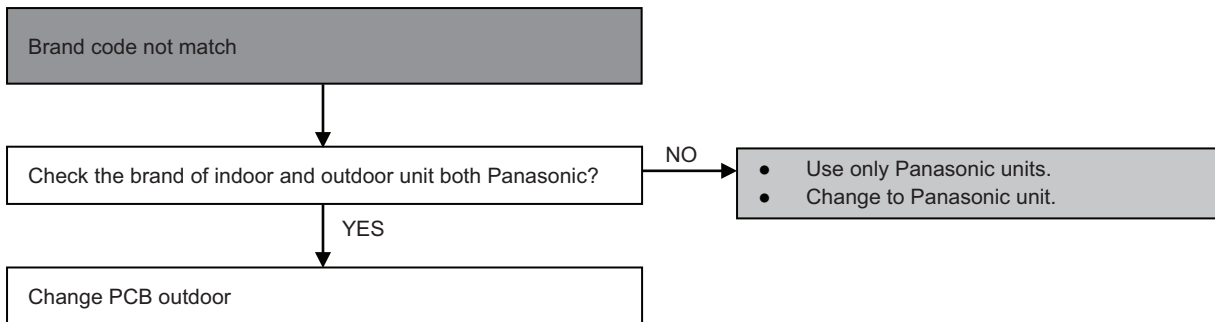 Brand code not match
Check the brand of indoor and outdoor unit both Panasonic?
NO
● Use only Panasonic units.
● Change to Panasonic unit.
YES
Change PCB outdoor